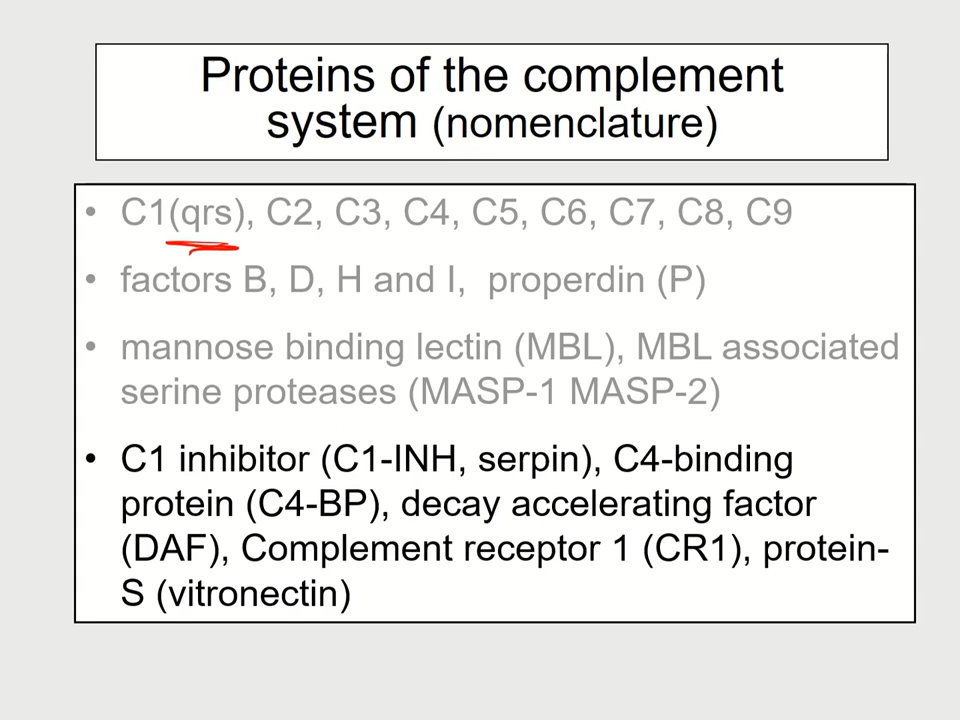 Proteins of the complement
system (nomenclature)
• C1(qrs), C2, C3, C4, C5, C6, C7, C8, C9
• factors B, D, H and I,  properdin (P)
• mannose binding lectin (MBL), MBL associated
serine proteases (MASP-1 MASP-2)
• C1 inhibitor (C1-INH, serpin), C4-binding
protein (C4-BP), decay accelerating factor
(DAF), Complement receptor 1 (CR1), protein-
S (vitronectin)